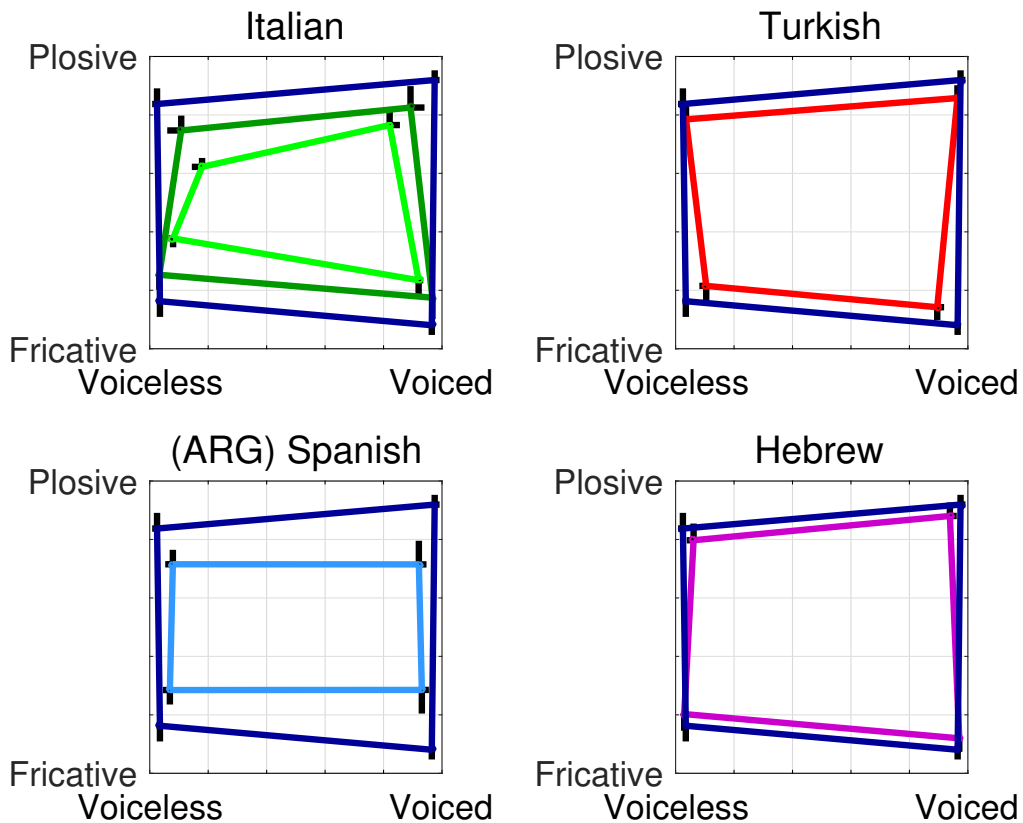 Italian
Turkish
Plosive
Plosive
Fricative
Fricative
Voiceless
Voiced
Voiceless
Voiced
(ARG) Spanish
Hebrew
Plosive
Plosive
Fricative
Fricative
Voiceless
Voiced
Voiceless
Voiced